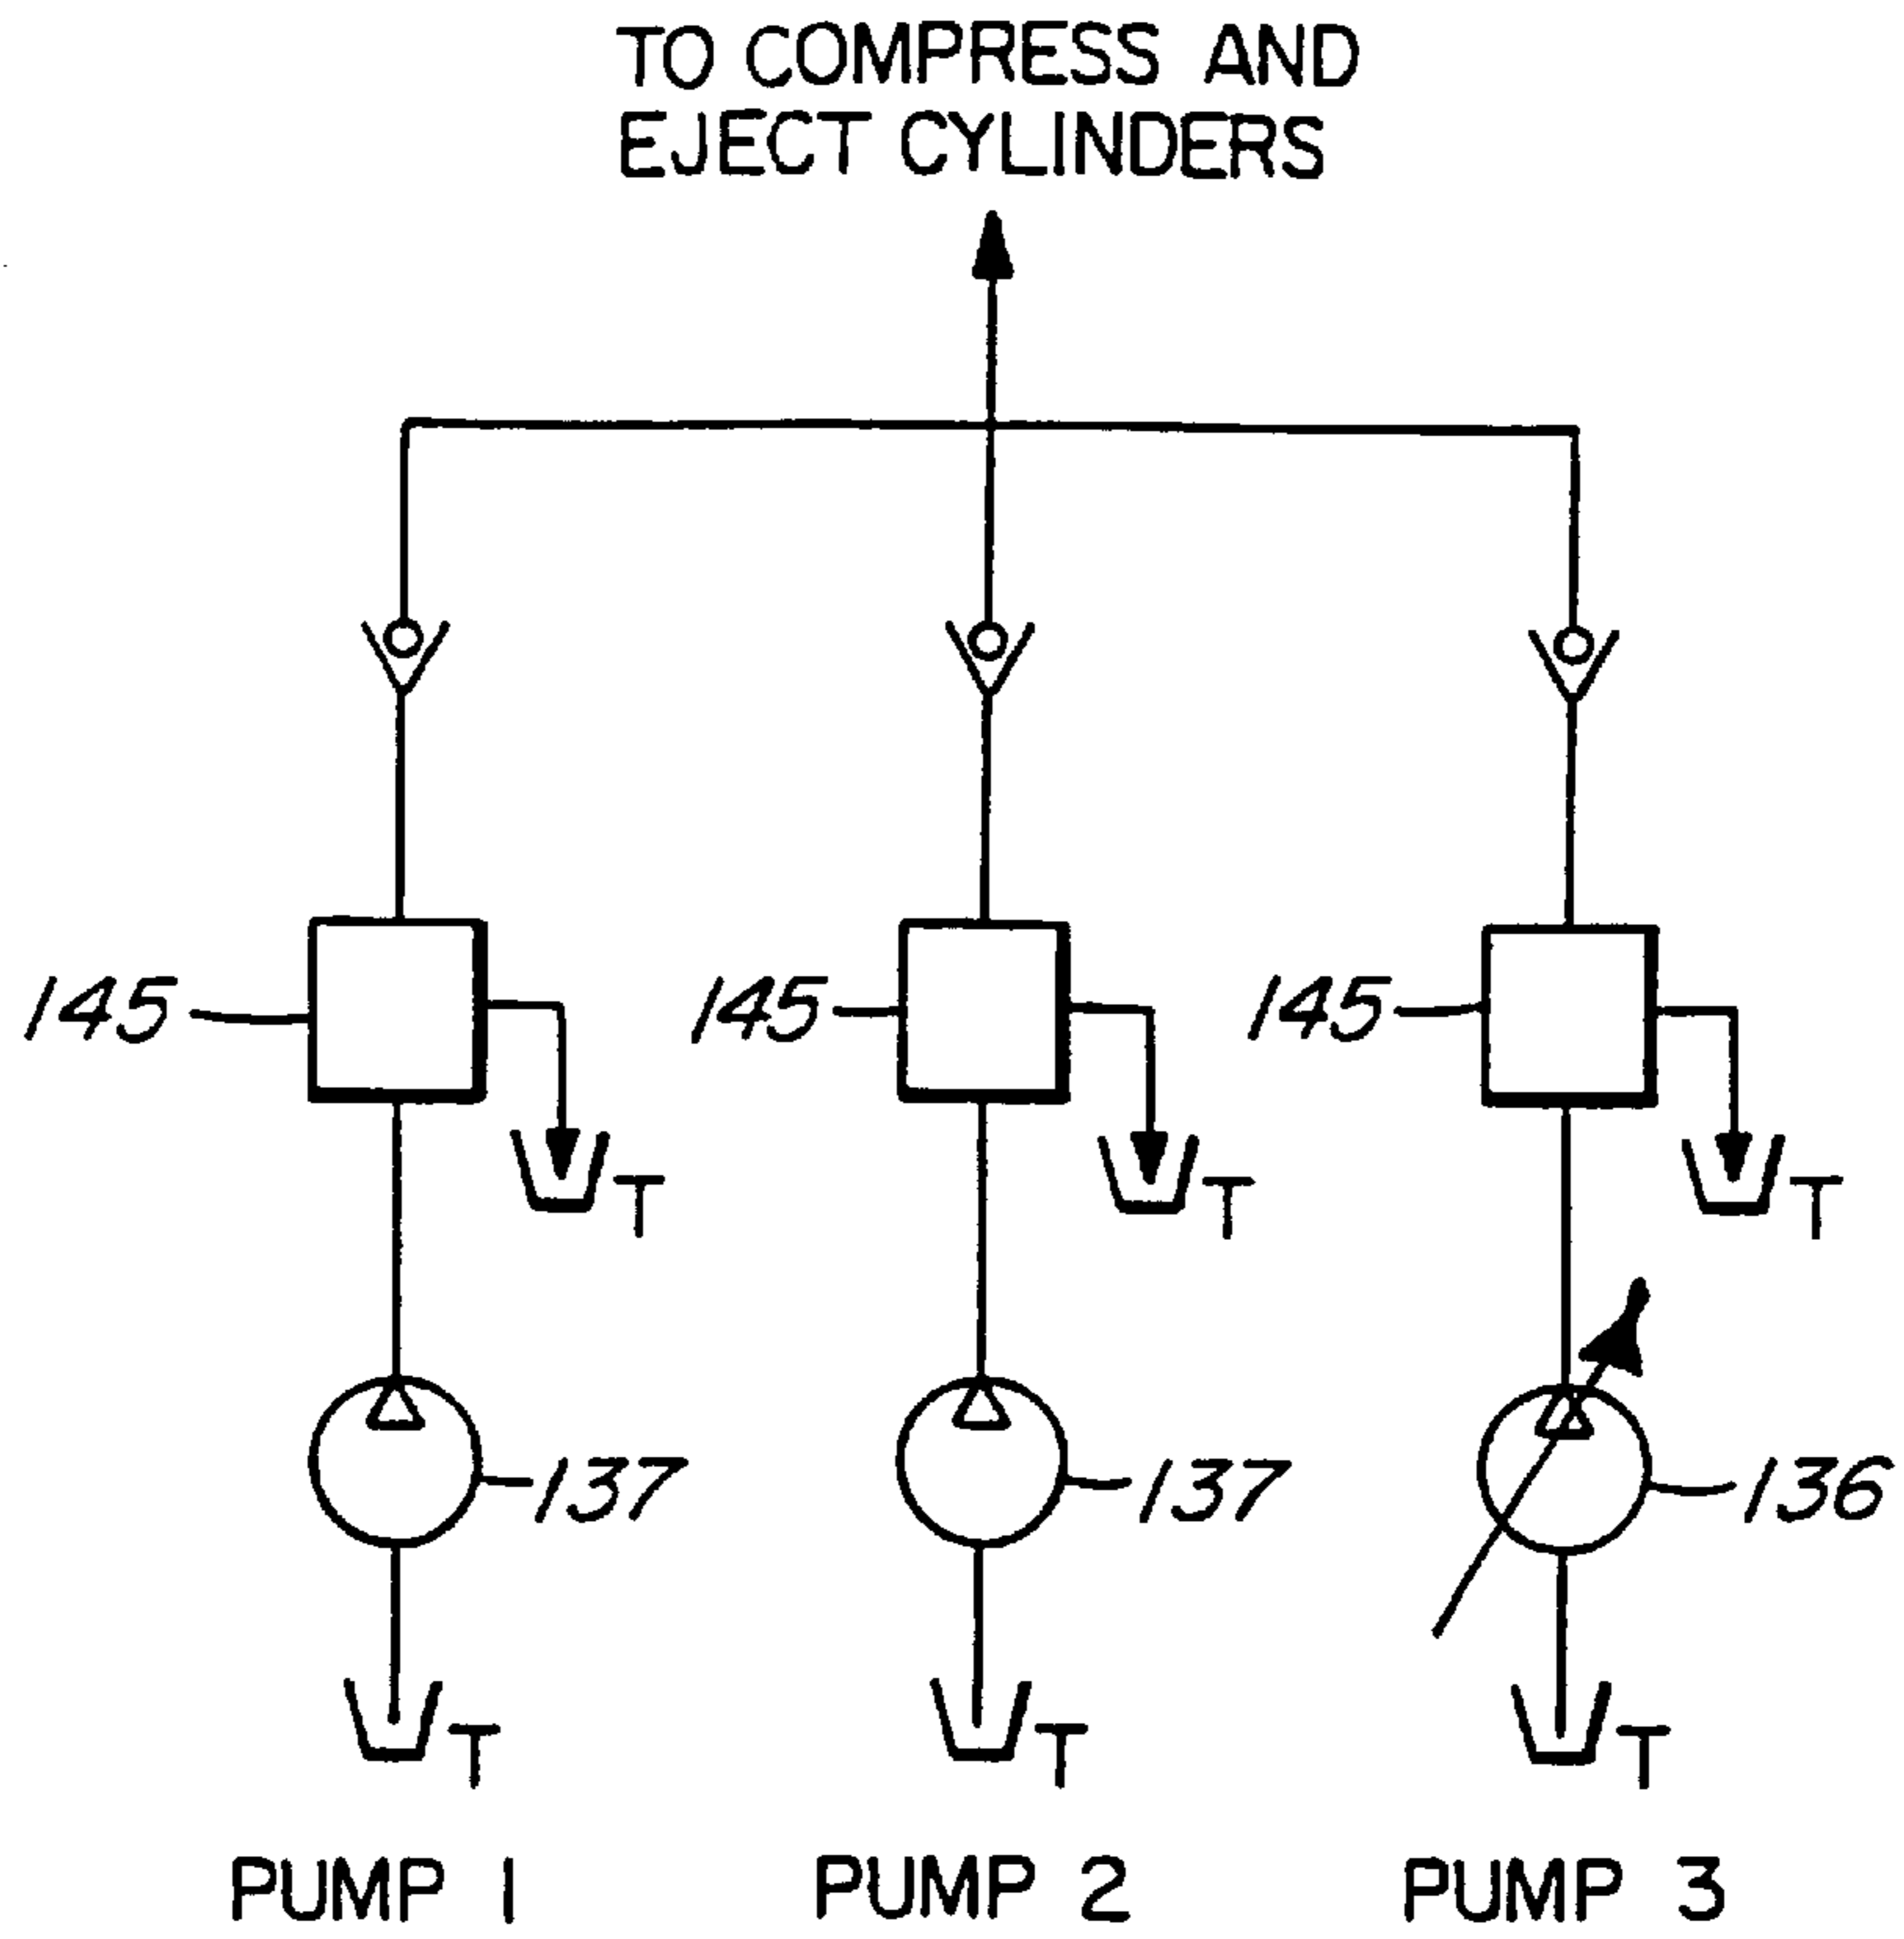 TO COMPRESS AND
EJECT CYLINDERS
145
145
145
T
T
T
137
137
136
T
T
T
PUMP 1
PUMP 2
PUMP 3